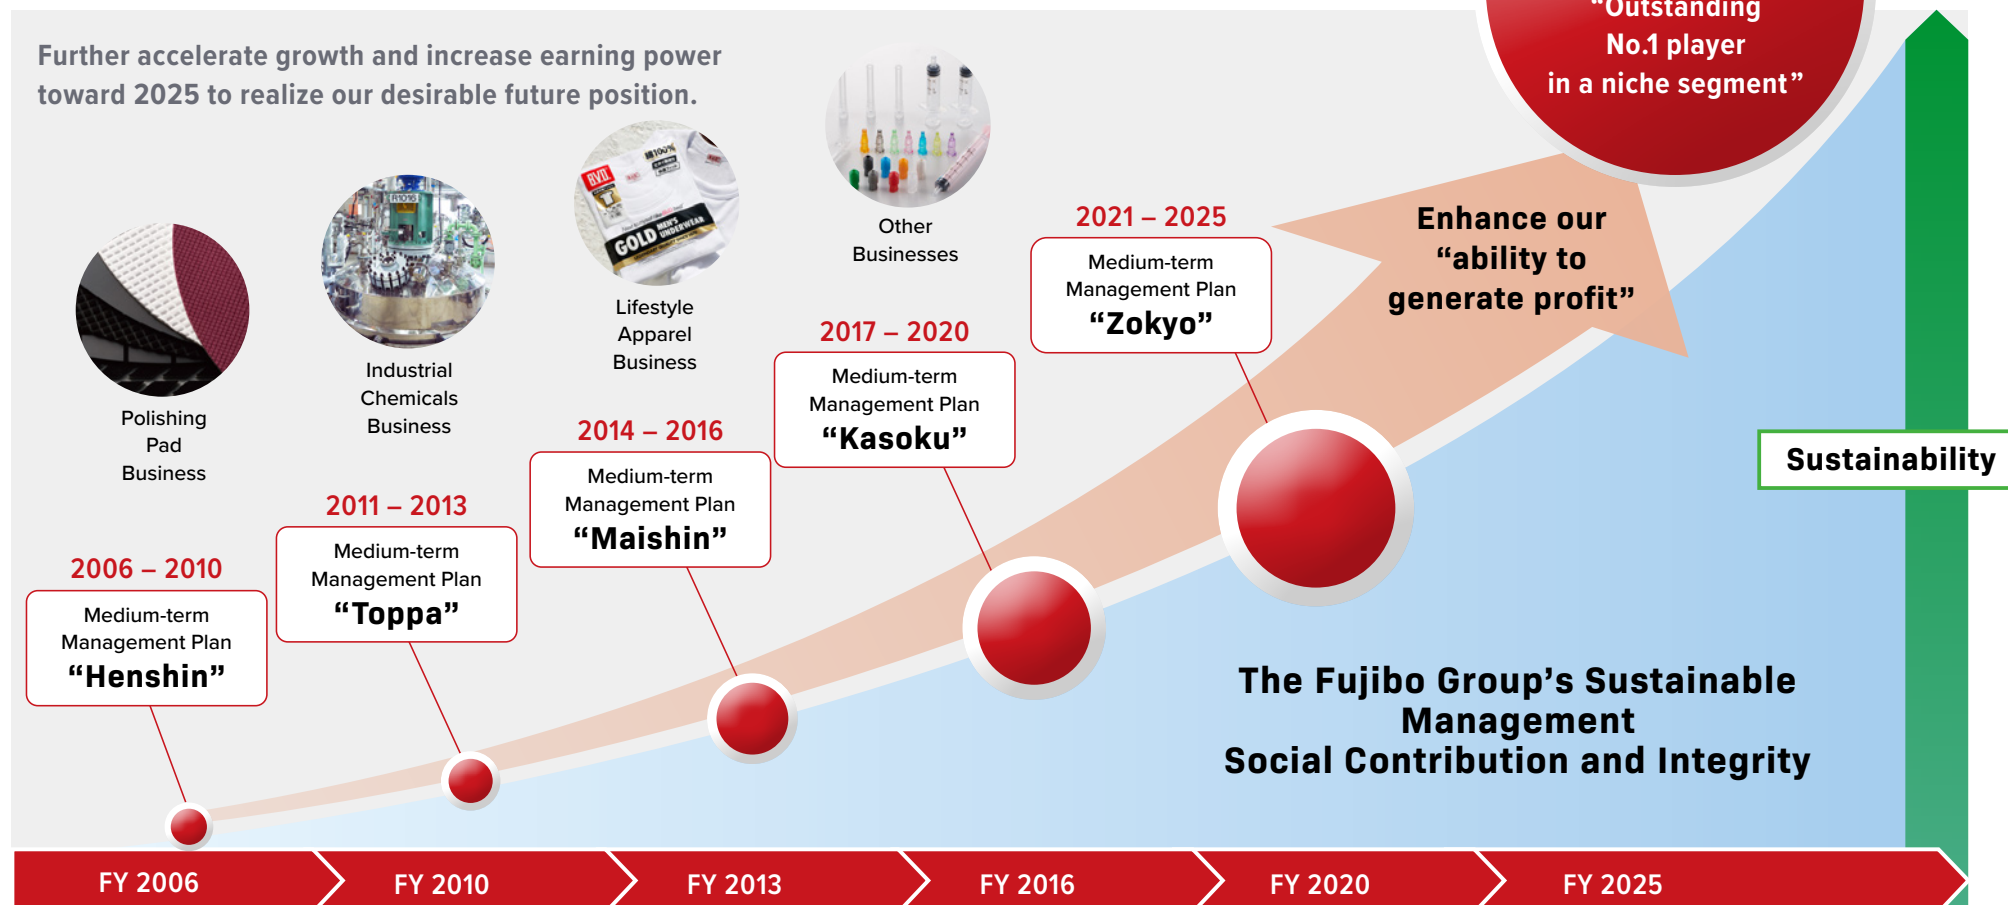 “Outstanding
No.1 player
in a niche segment”
Further accelerate growth and increase earning power
toward 2025 to realize our desirable future position.
Polishing
Pad
Business
R1016
Industrial
Chemicals
Business
BVD
GOLD MEN'S
UNDERWEAR
Lifestyle
Apparel
Business
Other
Businesses
2006 – 2010
Medium-term
Management Plan
“Henshin”
2011 – 2013
Medium-term
Management Plan
“Toppa”
2014 – 2016
Medium-term
Management Plan
“Maishin”
2017 – 2020
Medium-term
Management Plan
“Kasoku”
2021 – 2025
Medium-term
Management Plan
“Zokyo”
Enhance our
“ability to
generate profit”
Sustainability
The Fujibo Group’s Sustainable
Management
Social Contribution and Integrity
FY 2006
FY 2010
FY 2013
FY 2016
FY 2020
FY 2025